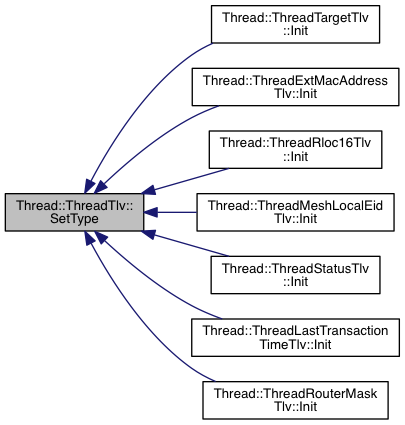 Thread::ThreadTargetTlv
::Init
Thread::ThreadExtMacAddress
Tlv::Init
Thread::ThreadRloc16Tlv
::Init
Thread::ThreadTlv::
SetType
Thread::ThreadMeshLocalEid
Tlv::Init
Thread::ThreadStatusTlv
::Init
Thread::ThreadLastTransaction
TimeTlv::Init
Thread::ThreadRouterMask
Tlv::Init